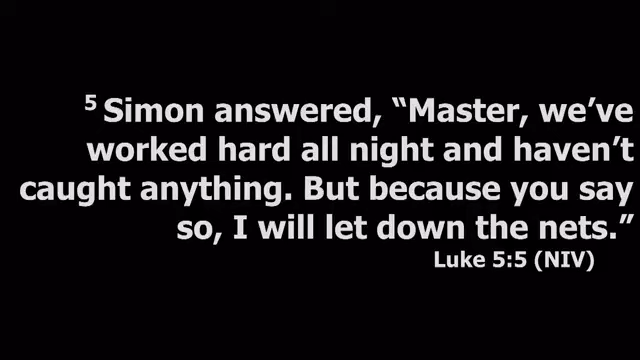 5 Simon answered, “Master, we’ve
worked hard all night and haven’t
caught anything. But because you say
so, I will let down the nets.”
Luke 5:5 (NIV)